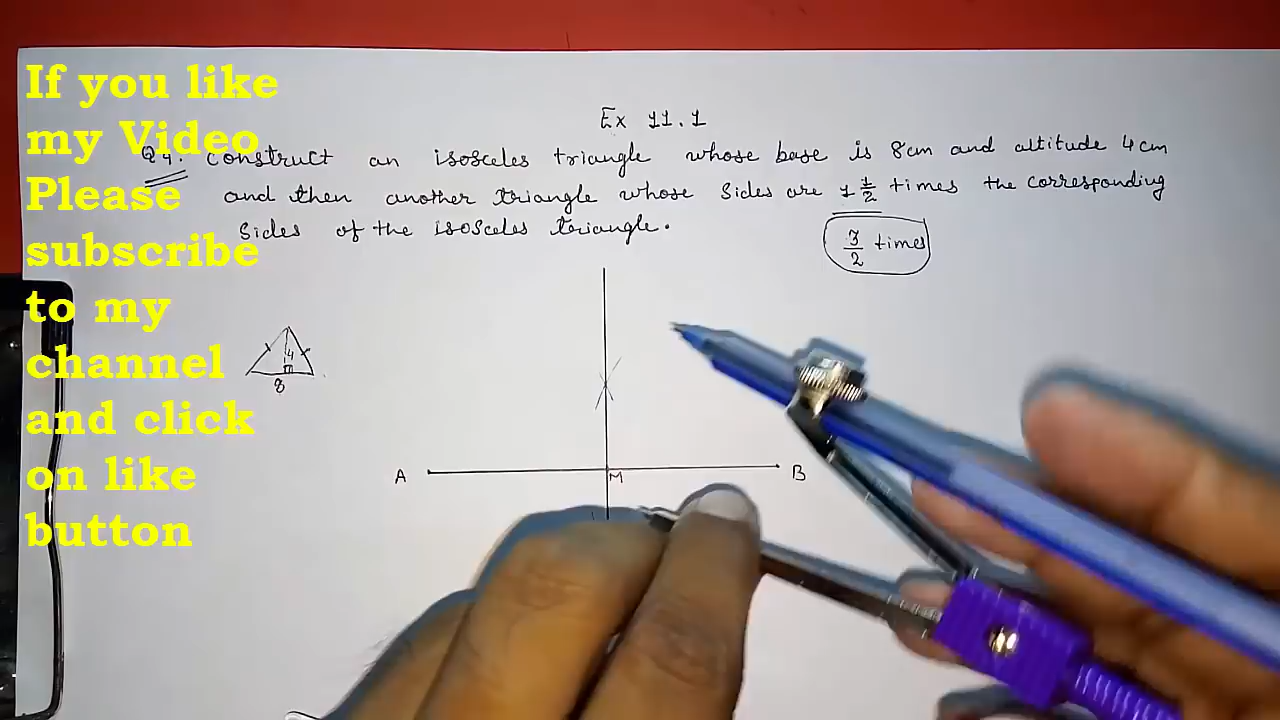 If you like
my Video
Please
subscribe
to my
channel
and click
on like
button
Ex 11.1
Q4. Construct an isosceles triangle whose base is 8cm and altitude 4cm
and then another triangle whose sides are 1 1/2 times the corresponding
sides of the isosceles triangle.
3/2 times
4
8
A
M
B